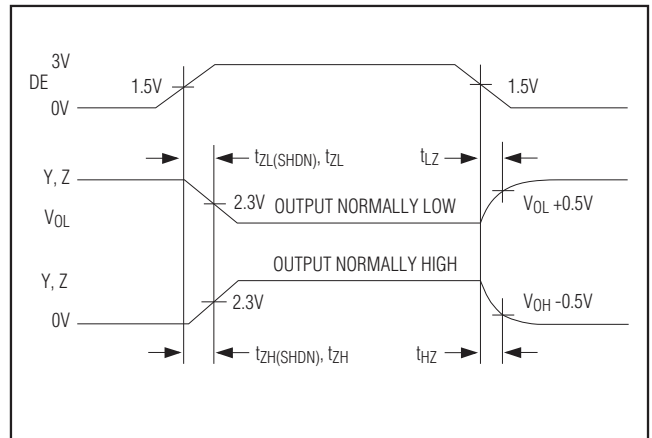 3V
DE
1.5V
1.5V
0V
tZL(SHDN), tZL
tLZ
Y, Z
2.3V
OUTPUT NORMALLY LOW
VOL +0.5V
VOL
OUTPUT NORMALLY HIGH
Y, Z
2.3V
VOH -0.5V
0V
tZH(SHDN), tZH
tHZ